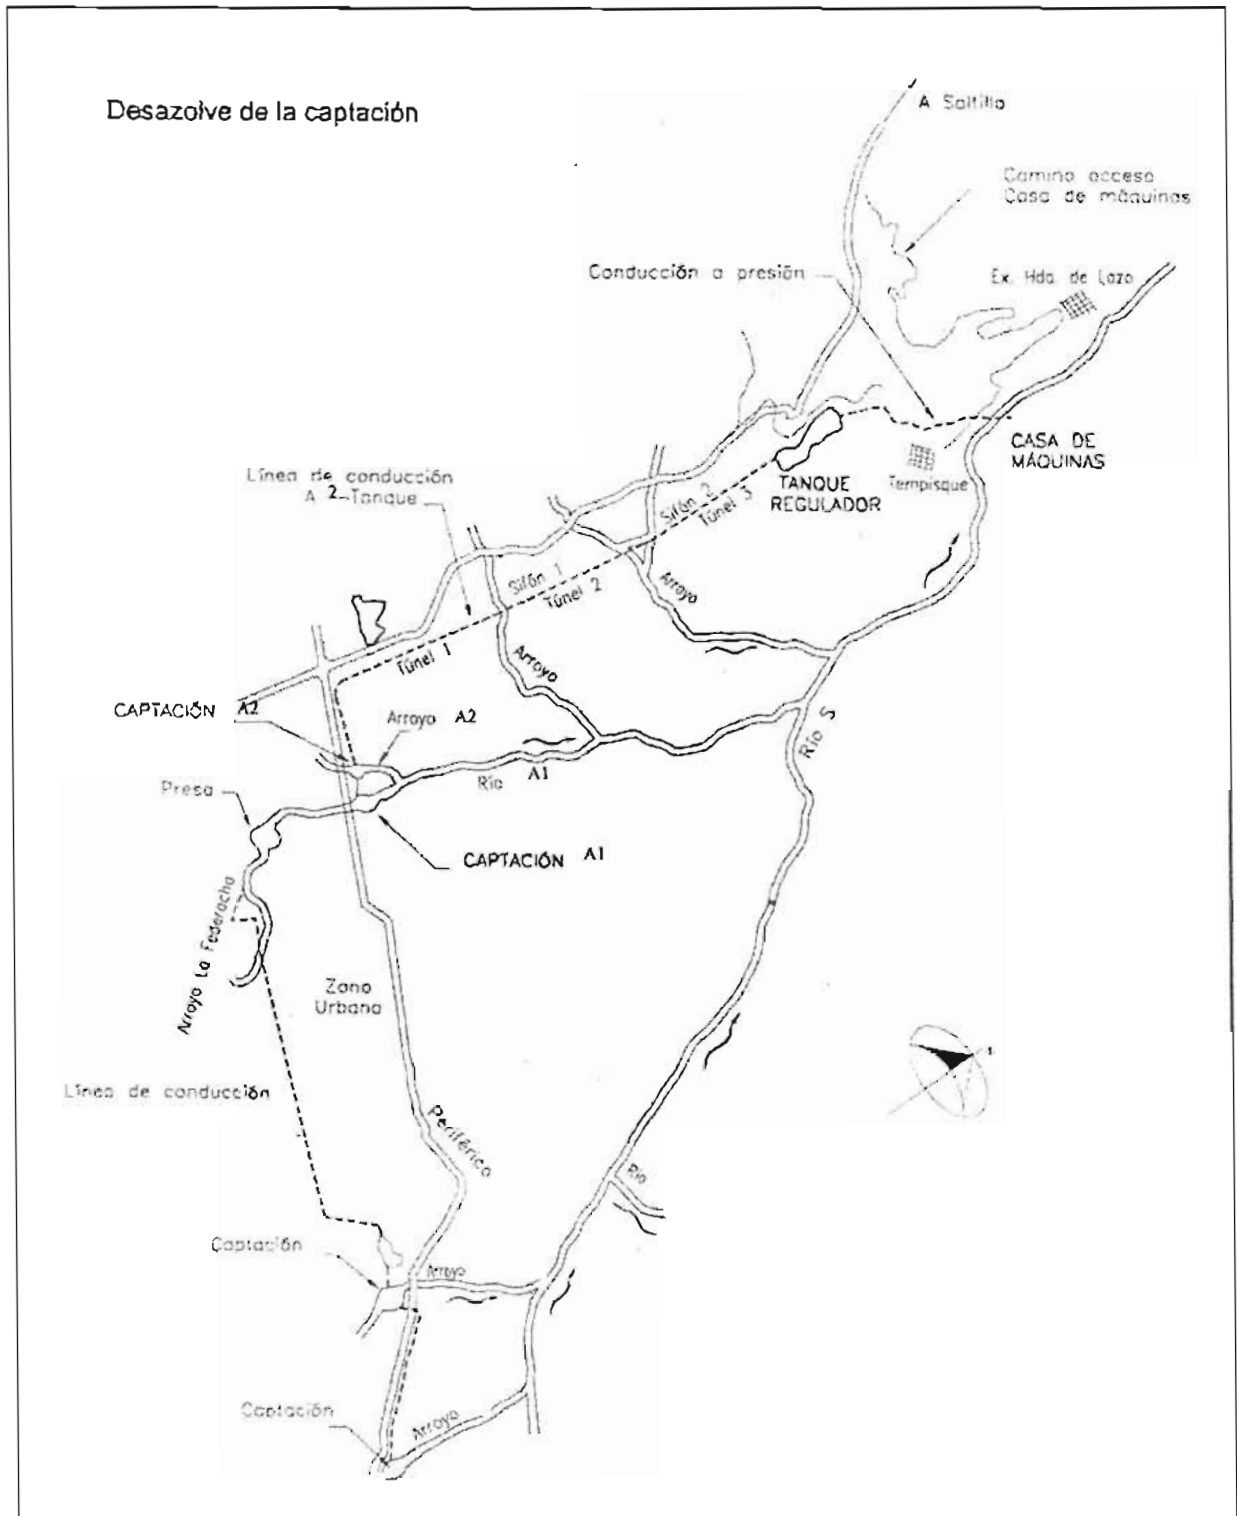 Desazolve de la captación
A Saltillo
Camino acceso
Casa de máquinas
Conducción a presión
Ex. Hda. de Lazo
CASA DE
MÁQUINAS
Línea de conducción
A 2-Tanque
TANQUE
REGULADOR
Tempisque
Sifón 2
Túnel 3
Sifón 1
Túnel 2
Arroyo
Túnel 1
Arroyo
CAPTACIÓN A2
Arroyo A2
Río S
Presa
Río A1
CAPTACIÓN A1
Arroyo La Federacha
Zona
Urbana
Línea de conducción
Periférico
Río
Captación
Arroyo
Captación
Arroyo